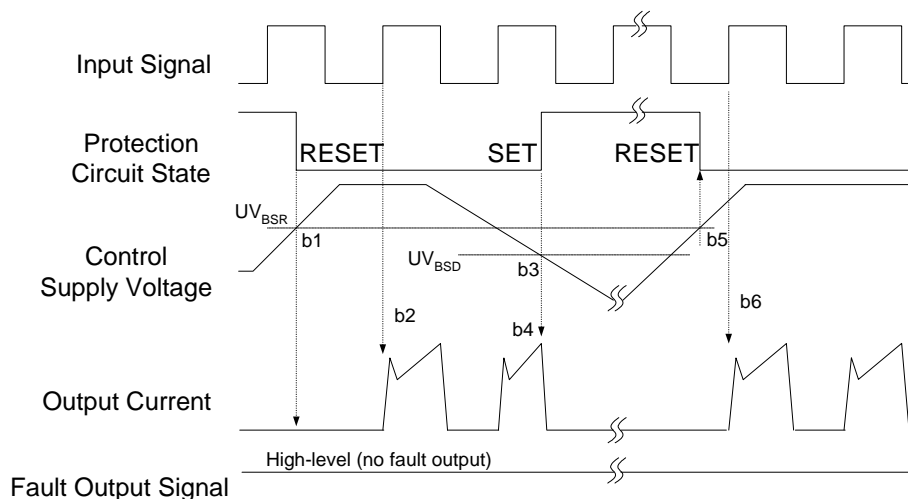 Input Signal
Protection
Circuit State
RESET
SET
RESET
UV_BSR
b1
b3
b5
UV_BSD
Control
Supply Voltage
b2
b4
b6
Output Current
High-level (no fault output)
Fault Output Signal